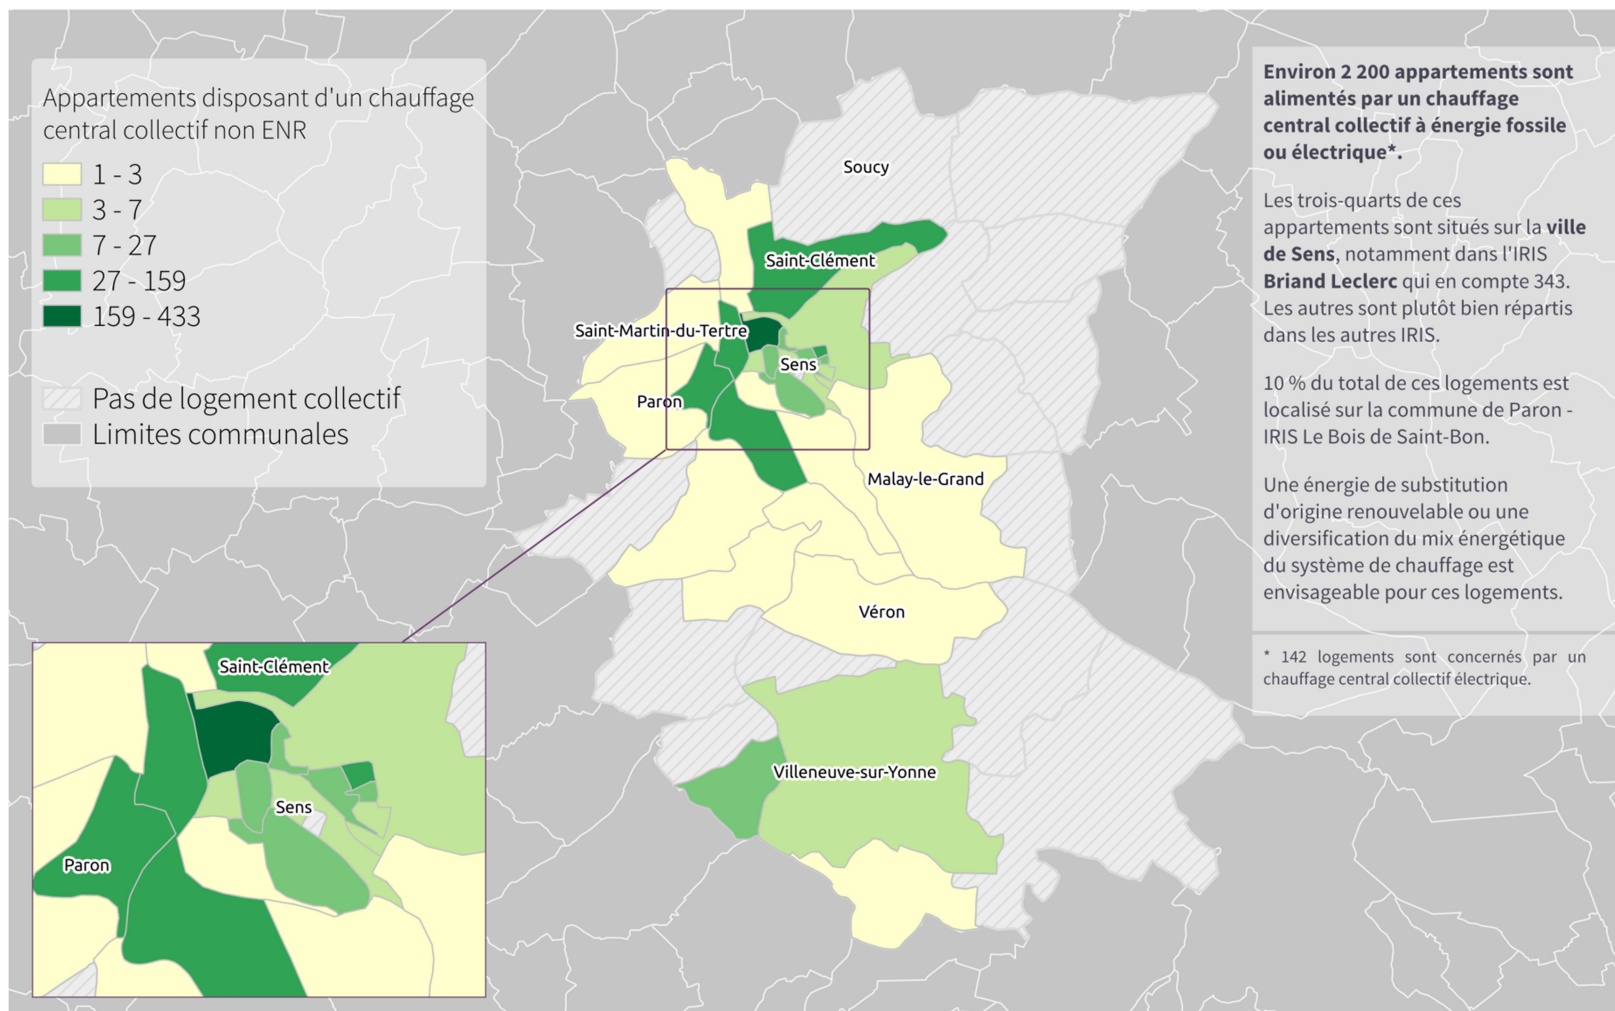 Appartements disposant d'un chauffage
central collectif non ENR
1 - 3
3 - 7
7 - 27
27 - 159
159 - 433
Pas de logement collectif
Limites communales
Soucy
Saint-Clément
Saint-Martin-du-Tertre
Sens
Paron
Malay-le-Grand
Véron
Villeneuve-sur-Yonne
Saint-Clément
Sens
Paron
Environ 2 200 appartements sont
alimentés par un chauffage
central collectif à énergie fossile
ou électrique*.
Les trois-quarts de ces
appartements sont situés sur la ville
de Sens, notamment dans l'IRIS
Briand Leclerc qui en compte 343.
Les autres sont plutôt bien répartis
dans les autres IRIS.
10 % du total de ces logements est
localisé sur la commune de Paron -
IRIS Le Bois de Saint-Bon.
Une énergie de substitution
d'origine renouvelable ou une
diversification du mix énergétique
du système de chauffage est
envisageable pour ces logements.
* 142 logements sont concernés par un
chauffage central collectif électrique.